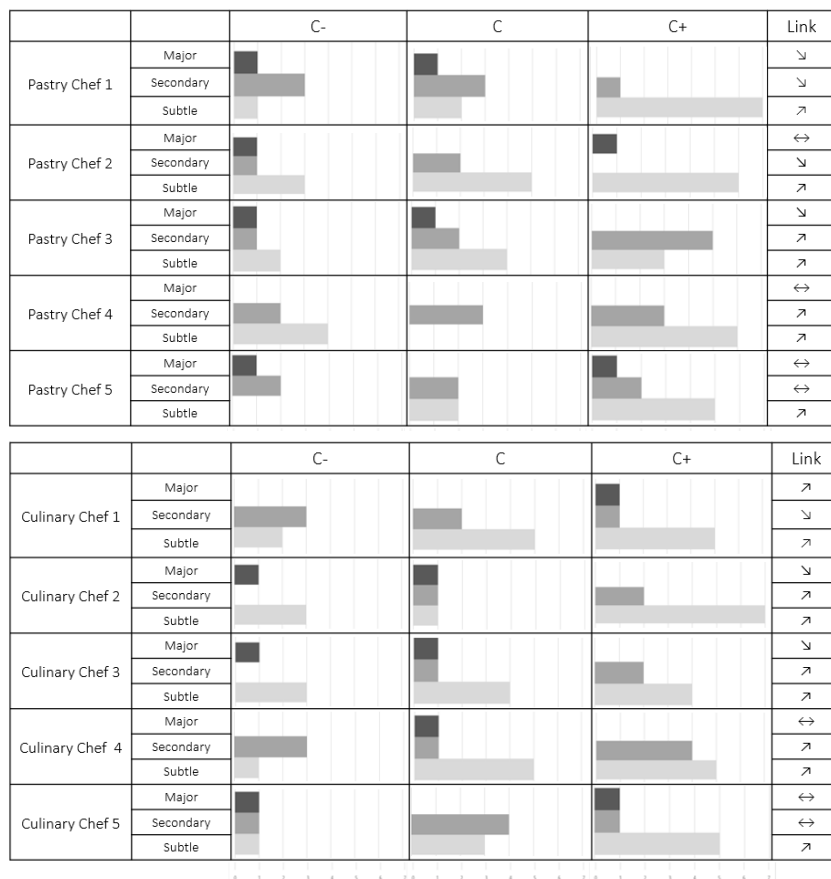 C- C C+ Link
Major ↘
Pastry Chef 1 Secondary ↘
Subtle ↗
Major ↔
Pastry Chef 2 Secondary ↘
Subtle ↗
Major ↘
Pastry Chef 3 Secondary ↗
Subtle ↗
Major ↔
Pastry Chef 4 Secondary ↗
Subtle ↗
Major ↔
Pastry Chef 5 Secondary ↔
Subtle ↗
C- C C+ Link
Major ↗
Culinary Chef 1 Secondary ↘
Subtle ↗
Major ↘
Culinary Chef 2 Secondary ↗
Subtle ↗
Major ↘
Culinary Chef 3 Secondary ↗
Subtle ↗
Major ↔
Culinary Chef 4 Secondary ↗
Subtle ↗
Major ↔
Culinary Chef 5 Secondary ↔
Subtle ↗